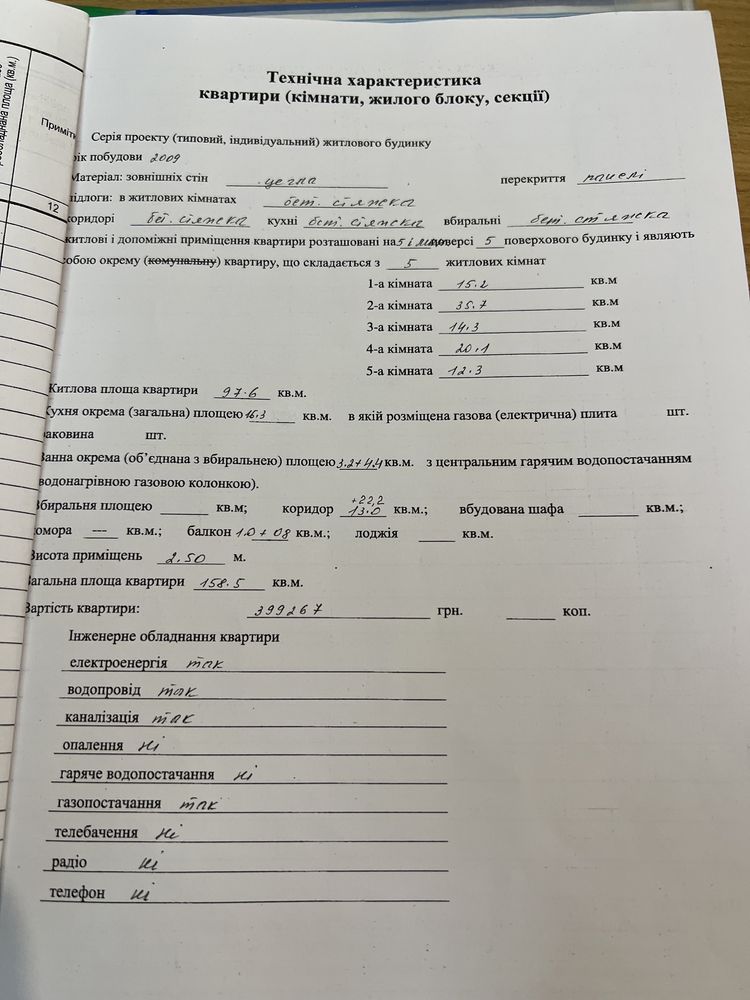 площа (кв.м.)
Примітк
12
Технічна характеристика
квартири (кімнати, жилого блоку, секції)
Серія проєкту (типовий, індивідуальний) житлового будинку
рік побудови 2009
Матеріал: зовнішніх стін цегла перекриття панелі
підлоги: в житлових кімнатах бет. стяжка
коридорі бет. стяжка кухні бет. стяжка вбиральні бет. стяжка
житлові і допоміжні приміщення квартири розташовані на 5 і поверсі 5 поверхового будинку і являють
собою окрему (комунальну) квартиру, що складається з 5 житлових кімнат
1-а кімната 15.2 кв.м
2-а кімната 35.7 кв.м
3-а кімната 14.3 кв.м
4-а кімната 20.1 кв.м
5-а кімната 12.3 кв.м
Житлова площа квартири 97.6 кв.м.
Кухня окрема (загальна) площею 16.3 кв.м. в якій розміщена газова (електрична) плита шт.
раковина шт.
Ванна окрема (об'єднана з вбиральнею) площею 3.2+4.4 кв.м. з центральним гарячим водопостачанням
водонагрівною газовою колонкою).
Вбиральня площею кв.м; коридор 13.0 +22,2 кв.м.; вбудована шафа кв.м.;
комора --- кв.м.; балкон 1.0 + 08 кв.м.; лоджія кв.м.
Висота приміщень 2.50 м.
Загальна площа квартири 158.5 кв.м.
Вартість квартири: 399267 грн. коп.
Інженерне обладнання квартири
електроенергія так
водопровід так
каналізація так
опалення ні
гаряче водопостачання ні
газопостачання так
телебачення ні
радіо ні
телефон ні